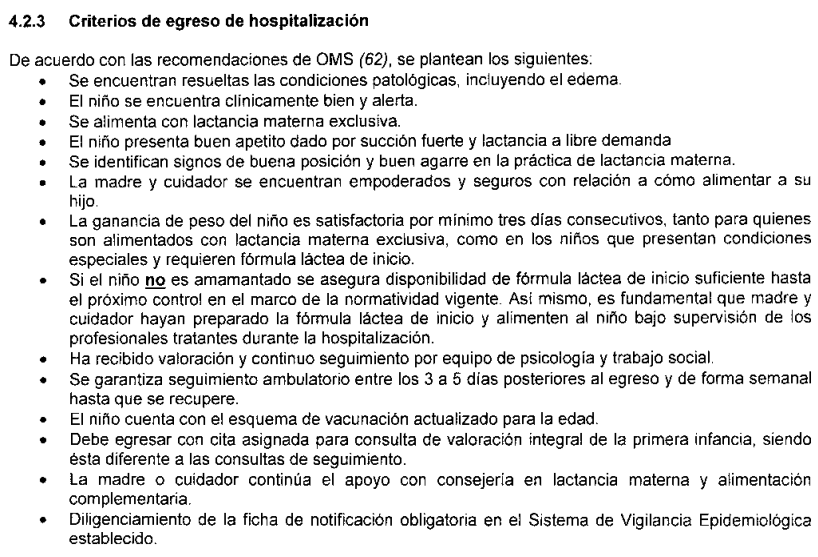 4.2.3 Criterios de egreso de hospitalización
De acuerdo con las recomendaciones de OMS (62), se plantean los siguientes:
• Se encuentran resueltas las condiciones patológicas, incluyendo el edema.
• El niño se encuentra clínicamente bien y alerta.
• Se alimenta con lactancia materna exclusiva.
• El niño presenta buen apetito dado por succión fuerte y lactancia a libre demanda
• Se identifican signos de buena posición y buen agarre en la práctica de lactancia materna.
• La madre y cuidador se encuentran empoderados y seguros con relación a cómo alimentar a su
hijo.
• La ganancia de peso del niño es satisfactoria por mínimo tres días consecutivos, tanto para quienes
son alimentados con lactancia materna exclusiva, como en los niños que presentan condiciones
especiales y requieren fórmula láctea de inicio.
• Si el niño no es amamantado se asegura disponibilidad de fórmula láctea de inicio suficiente hasta
el próximo control en el marco de la normatividad vigente. Así mismo, es fundamental que madre y
cuidador hayan preparado la fórmula láctea de inicio y alimenten al niño bajo supervisión de los
profesionales tratantes durante la hospitalización.
• Ha recibido valoración y continuo seguimiento por equipo de psicología y trabajo social.
• Se garantiza seguimiento ambulatorio entre los 3 a 5 días posteriores al egreso y de forma semanal
hasta que se recupere.
• El niño cuenta con el esquema de vacunación actualizado para la edad.
• Debe egresar con cita asignada para consulta de valoración integral de la primera infancia, siendo
ésta diferente a las consultas de seguimiento.
• La madre o cuidador continúa el apoyo con consejería en lactancia materna y alimentación
complementaria.
• Diligenciamiento de la ficha de notificación obligatoria en el Sistema de Vigilancia Epidemiológica
establecido.